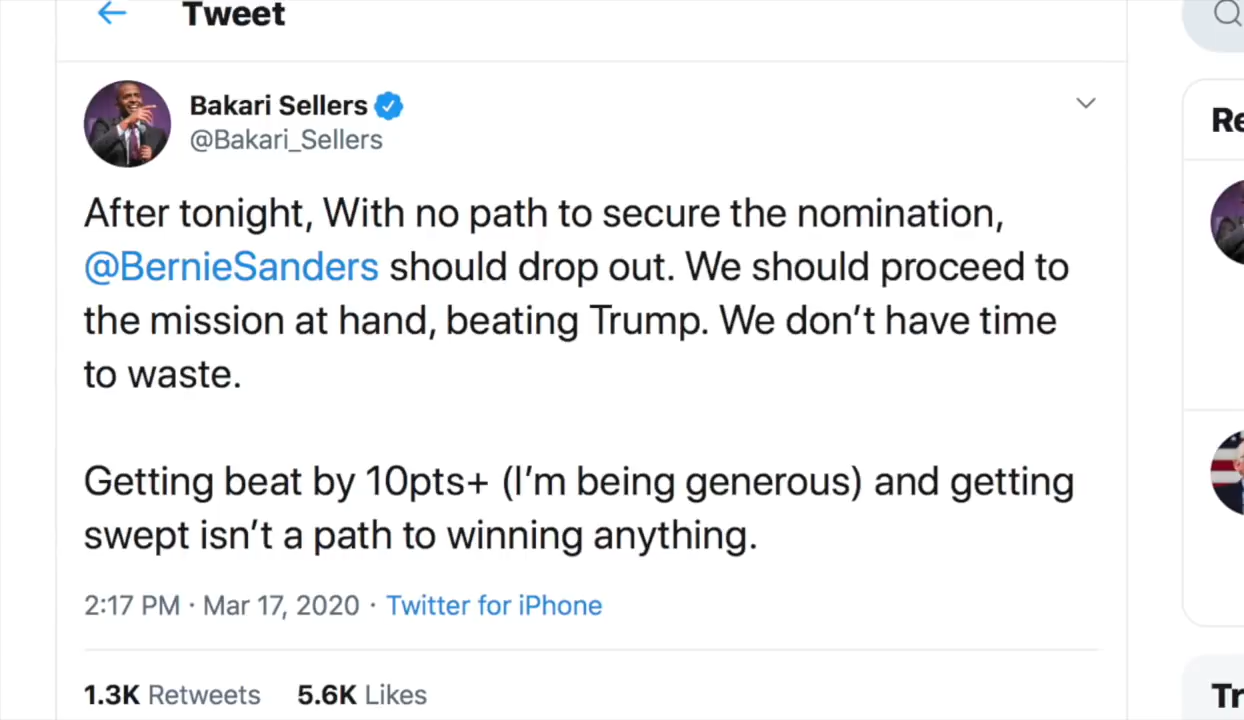 Tweet
Bakari Sellers
@Bakari_Sellers
After tonight, With no path to secure the nomination,
@BernieSanders should drop out. We should proceed to
the mission at hand, beating Trump. We don’t have time
to waste.
Getting beat by 10pts+ (I’m being generous) and getting
swept isn’t a path to winning anything.
2:17 PM · Mar 17, 2020 · Twitter for iPhone
1.3K Retweets 5.6K Likes
Re
Tr